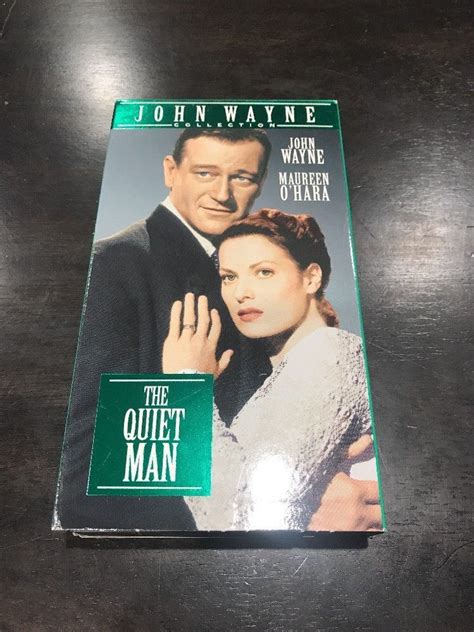 JOHN WAYNE
COLLECTION
JOHN
WAYNE
MAUREEN
O'HARA
THE
QUIET
MAN